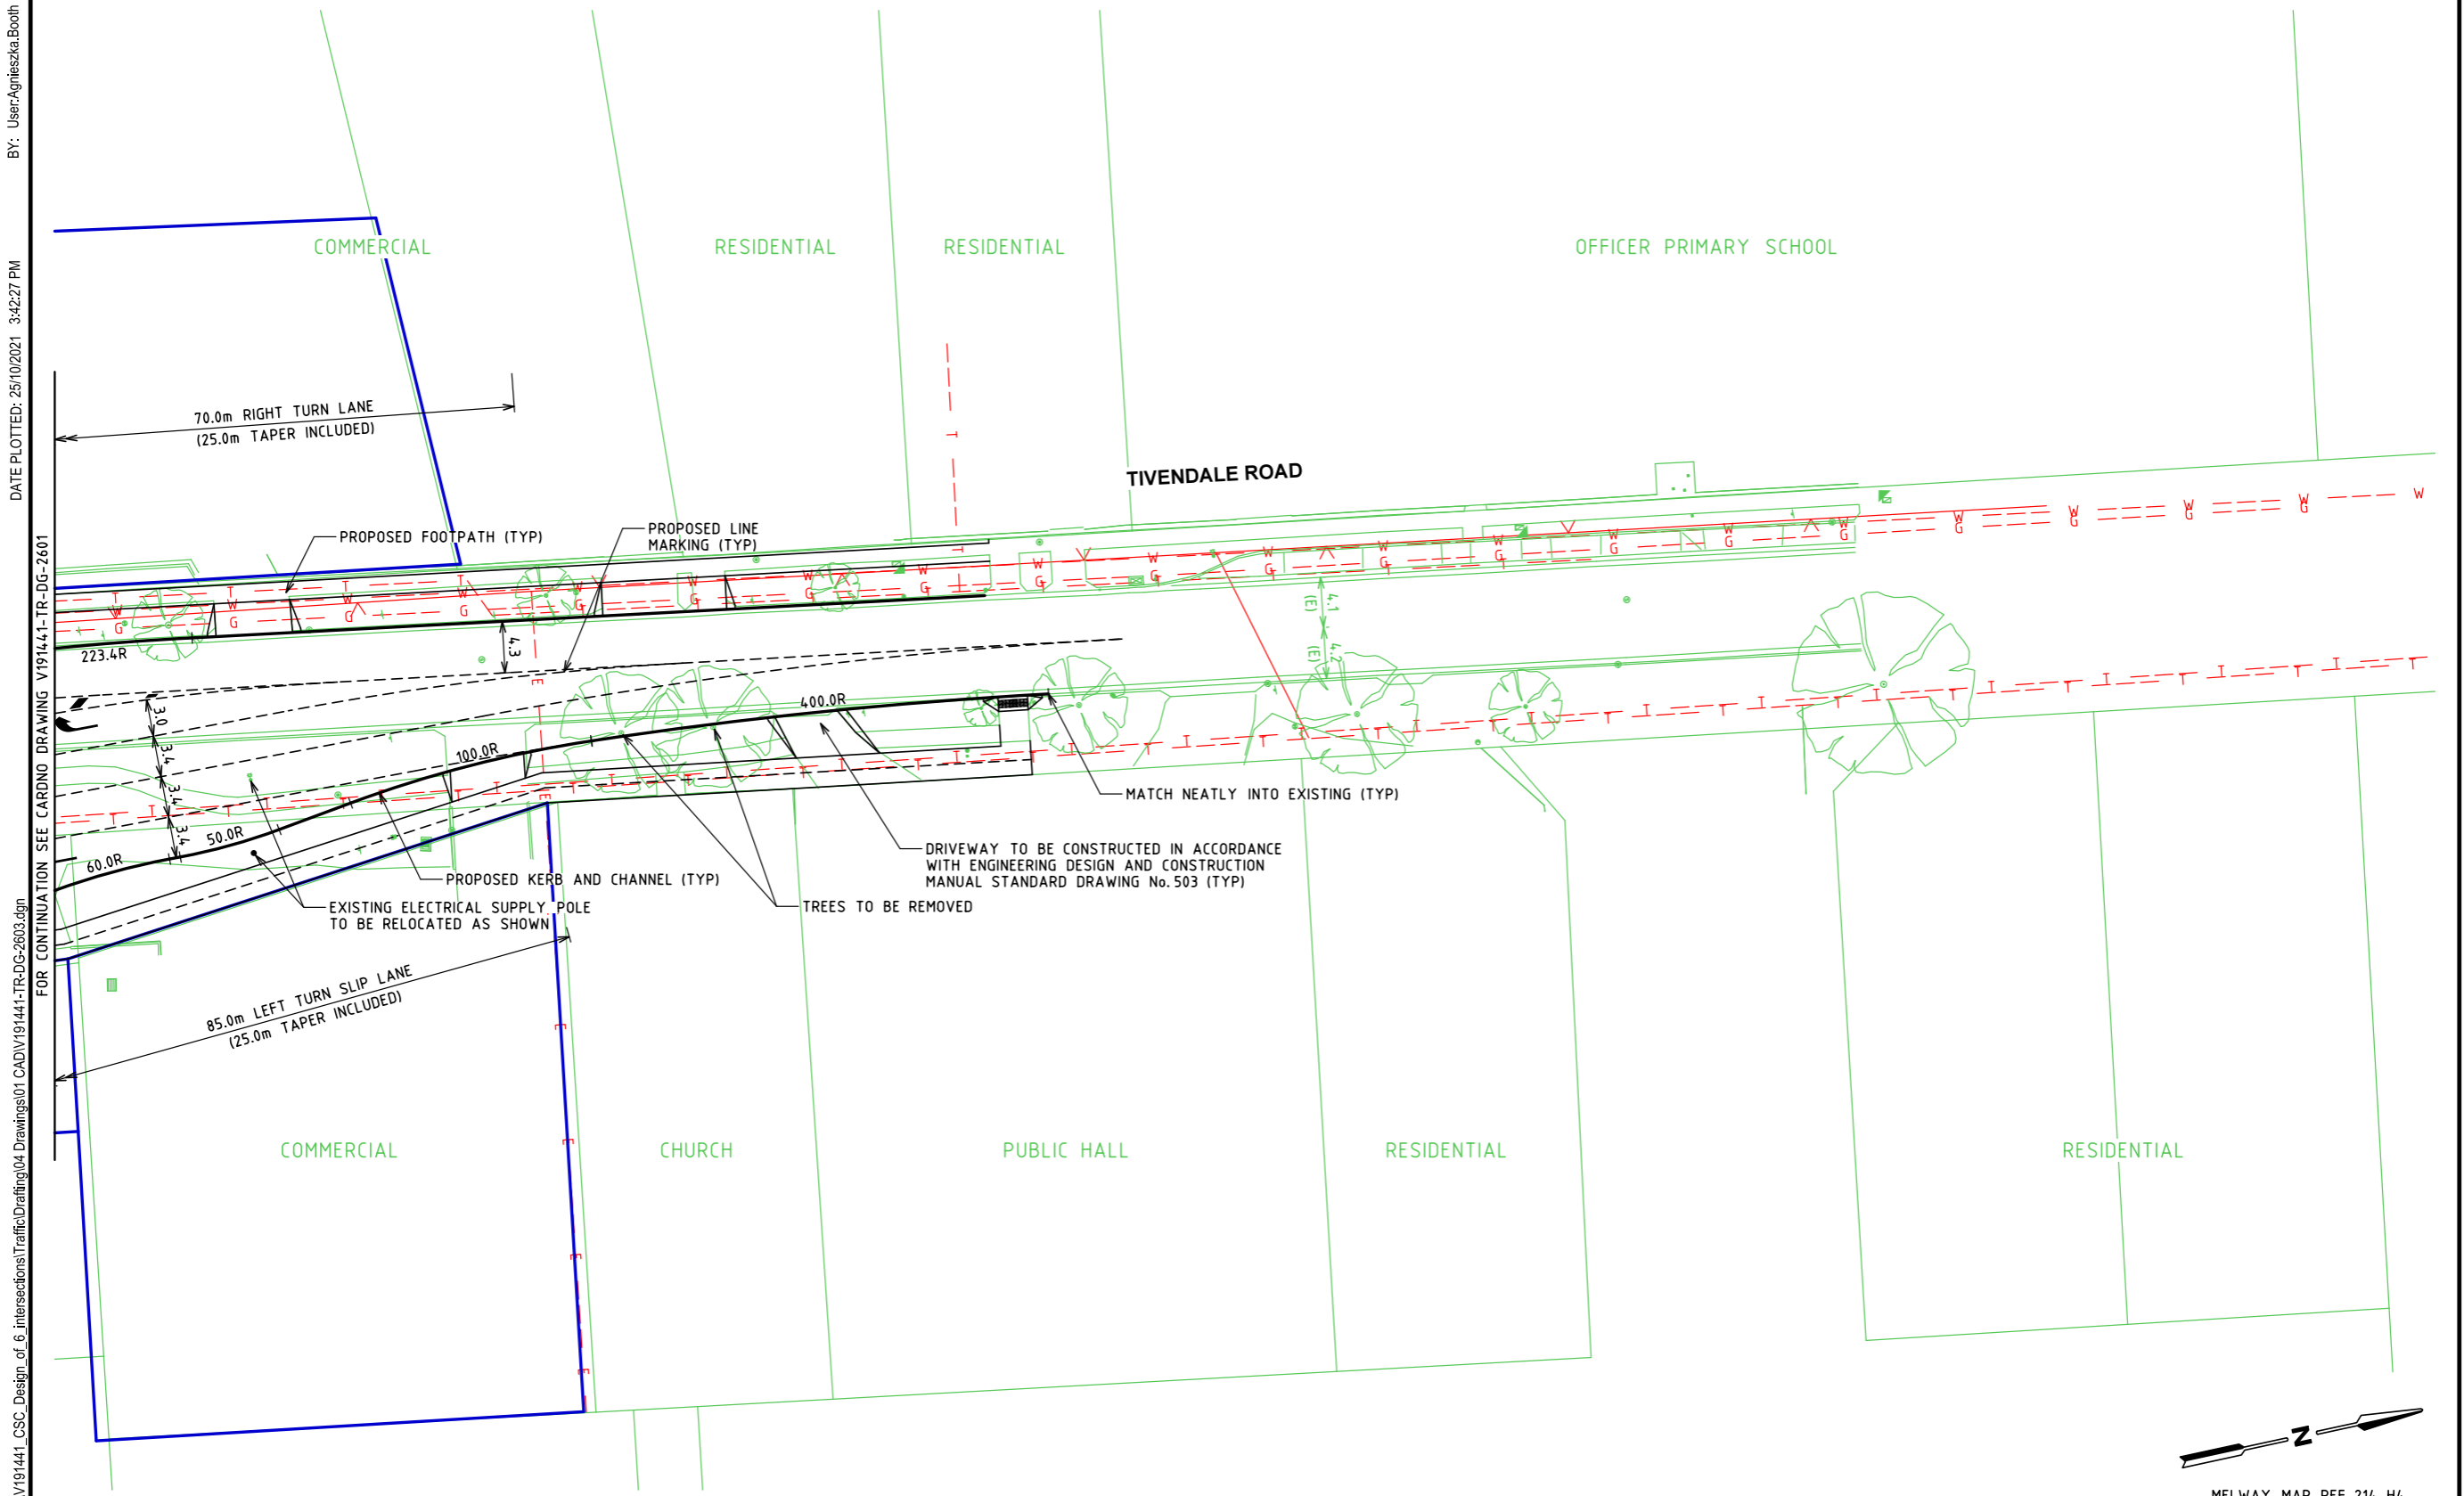 BY: User:Agnieszka.Booth
DATE PLOTTED: 25/10/2021 3:42:27 PM
V191441_CSC_Design_of_6_intersections\Traffic\Drafting\04 Drawings\01 CAD\V191441-TR-DG-2603.dgn
FOR CONTINUATION SEE CARDNO DRAWING V191441-TR-DG-2601
COMMERCIAL
RESIDENTIAL
RESIDENTIAL
OFFICER PRIMARY SCHOOL
70.0m RIGHT TURN LANE
(25.0m TAPER INCLUDED)
TIVENDALE ROAD
PROPOSED FOOTPATH (TYP)
PROPOSED LINE
MARKING (TYP)
223.4R
4.3
4.1
(E)
4.2
(E)
3.0
3.4
3.4
3.4
400.0R
100.0R
50.0R
60.0R
MATCH NEATLY INTO EXISTING (TYP)
DRIVEWAY TO BE CONSTRUCTED IN ACCORDANCE
WITH ENGINEERING DESIGN AND CONSTRUCTION
MANUAL STANDARD DRAWING No. 503 (TYP)
PROPOSED KERB AND CHANNEL (TYP)
EXISTING ELECTRICAL SUPPLY POLE
TO BE RELOCATED AS SHOWN
TREES TO BE REMOVED
85.0m LEFT TURN SLIP LANE
(25.0m TAPER INCLUDED)
COMMERCIAL
CHURCH
PUBLIC HALL
RESIDENTIAL
RESIDENTIAL
N
MELWAY MAP REF 214 H4